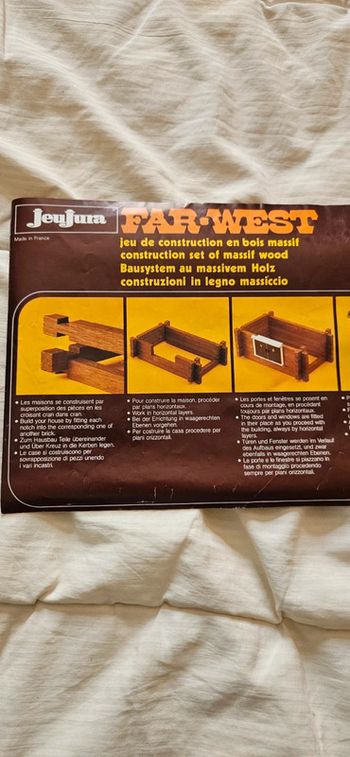 JeuJura
FAR-WEST
Made in France
jeu de construction en bois massif
construction set of massif wood
Bausystem au massivem Holz
construzioni in legno massiccio
• Les maisons se construisent par
superposition des pièces en les
croisant cran dans cran.
• Build your house by fitting each
notch into the corresponding one of
another brick.
• Zum Hausbau Teile übereinander
und Über Kreuz in die Kerben legen.
• Le case si costruiscono per
sovrapposizione di pezzi unendo
i vari incastri.
• Pour construire la maison, procéder
par plans horizontaux.
• Work in horizontal layers.
• Bei der Errichtung in waagerechten
Ebenen vorgehen.
• Per costruire la casa procedere per
piani orizzontali.
• Les portes et fenêtres se posent en
cours de montage, en procédant
toujours par plans horizontaux.
• The doors and windows are fitted
in their place as you proceed with
the building, always by horizontal
layers.
• Türen und Fenster werden im Verlauf
des Aufbaus eingesetzt, und zwar
ebenfalls in waagerechten Ebenen.
• Le porte e le finestre si piazzano in
fase di montaggio procedendo
sempre per piani orizzontali.